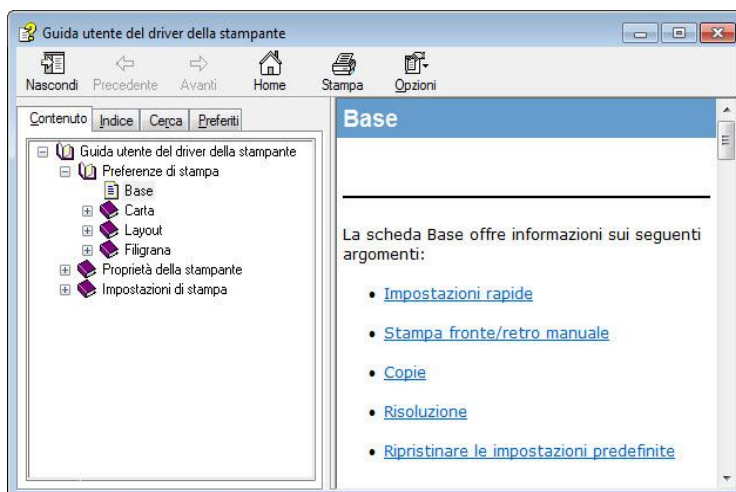 Guida utente del driver della stampante
Nascondi Precedente Avanti Home Stampa Opzioni
Contenuto Indice Cerca Preferiti
Guida utente del driver della stampante
Preferenze di stampa
Base
Carta
Layout
Filigrana
Proprietà della stampante
Impostazioni di stampa
Base
La scheda Base offre informazioni sui seguenti
argomenti:
• Impostazioni rapide
• Stampa fronte/retro manuale
• Copie
• Risoluzione
• Ripristinare le impostazioni predefinite